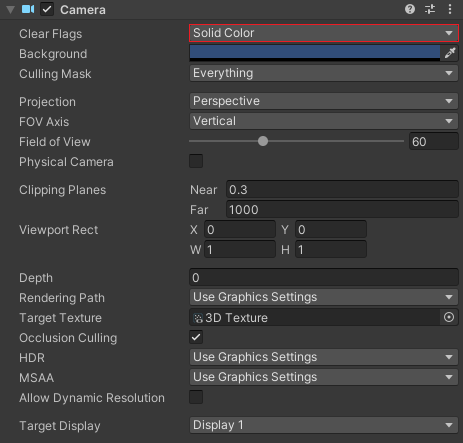 Camera
Clear Flags Solid Color
Background
Culling Mask Everything
Projection Perspective
FOV Axis Vertical
Field of View 60
Physical Camera
Clipping Planes Near 0.3
Far 1000
Viewport Rect X 0 Y 0
W 1 H 1
Depth 0
Rendering Path Use Graphics Settings
Target Texture 3D Texture
Occlusion Culling
HDR Use Graphics Settings
MSAA Use Graphics Settings
Allow Dynamic Resolution
Target Display Display 1